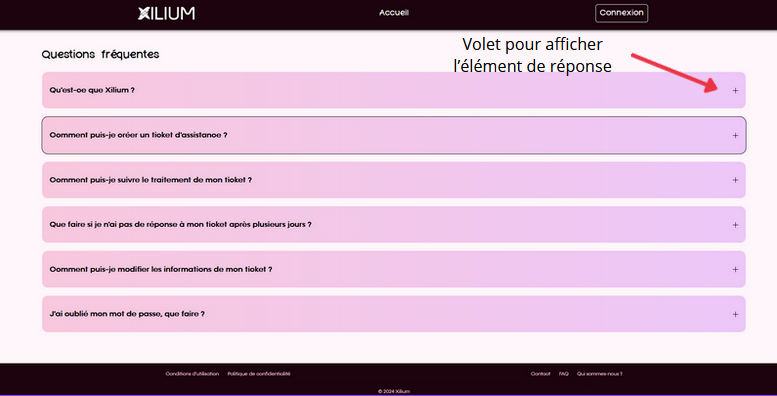 XILIUM
Accueil
Connexion
Questions fréquentes
Volet pour afficher
l'élément de réponse
Qu'est-ce que Xilium ?
+
Comment puis-je créer un ticket d'assistance ?
+
Comment puis-je suivre le traitement de mon ticket ?
+
Que faire si je n'ai pas de réponse à mon ticket après plusieurs jours ?
+
Comment puis-je modifier les informations de mon ticket ?
+
J'ai oublié mon mot de passe, que faire ?
+
Conditions d'utilisation Politique de confidentialité
Contact FAQ Qui sommes-nous ?
© 2024 Xilium